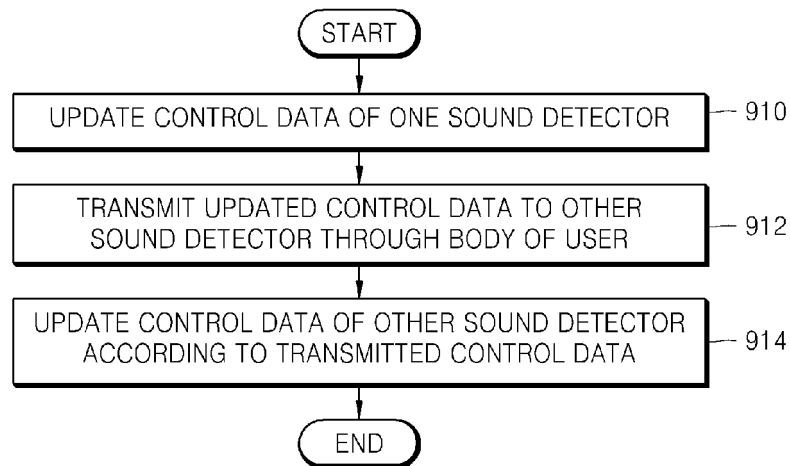 START
UPDATE CONTROL DATA OF ONE SOUND DETECTOR
910
TRANSMIT UPDATED CONTROL DATA TO OTHER
SOUND DETECTOR THROUGH BODY OF USER
912
UPDATE CONTROL DATA OF OTHER SOUND DETECTOR
ACCORDING TO TRANSMITTED CONTROL DATA
914
END